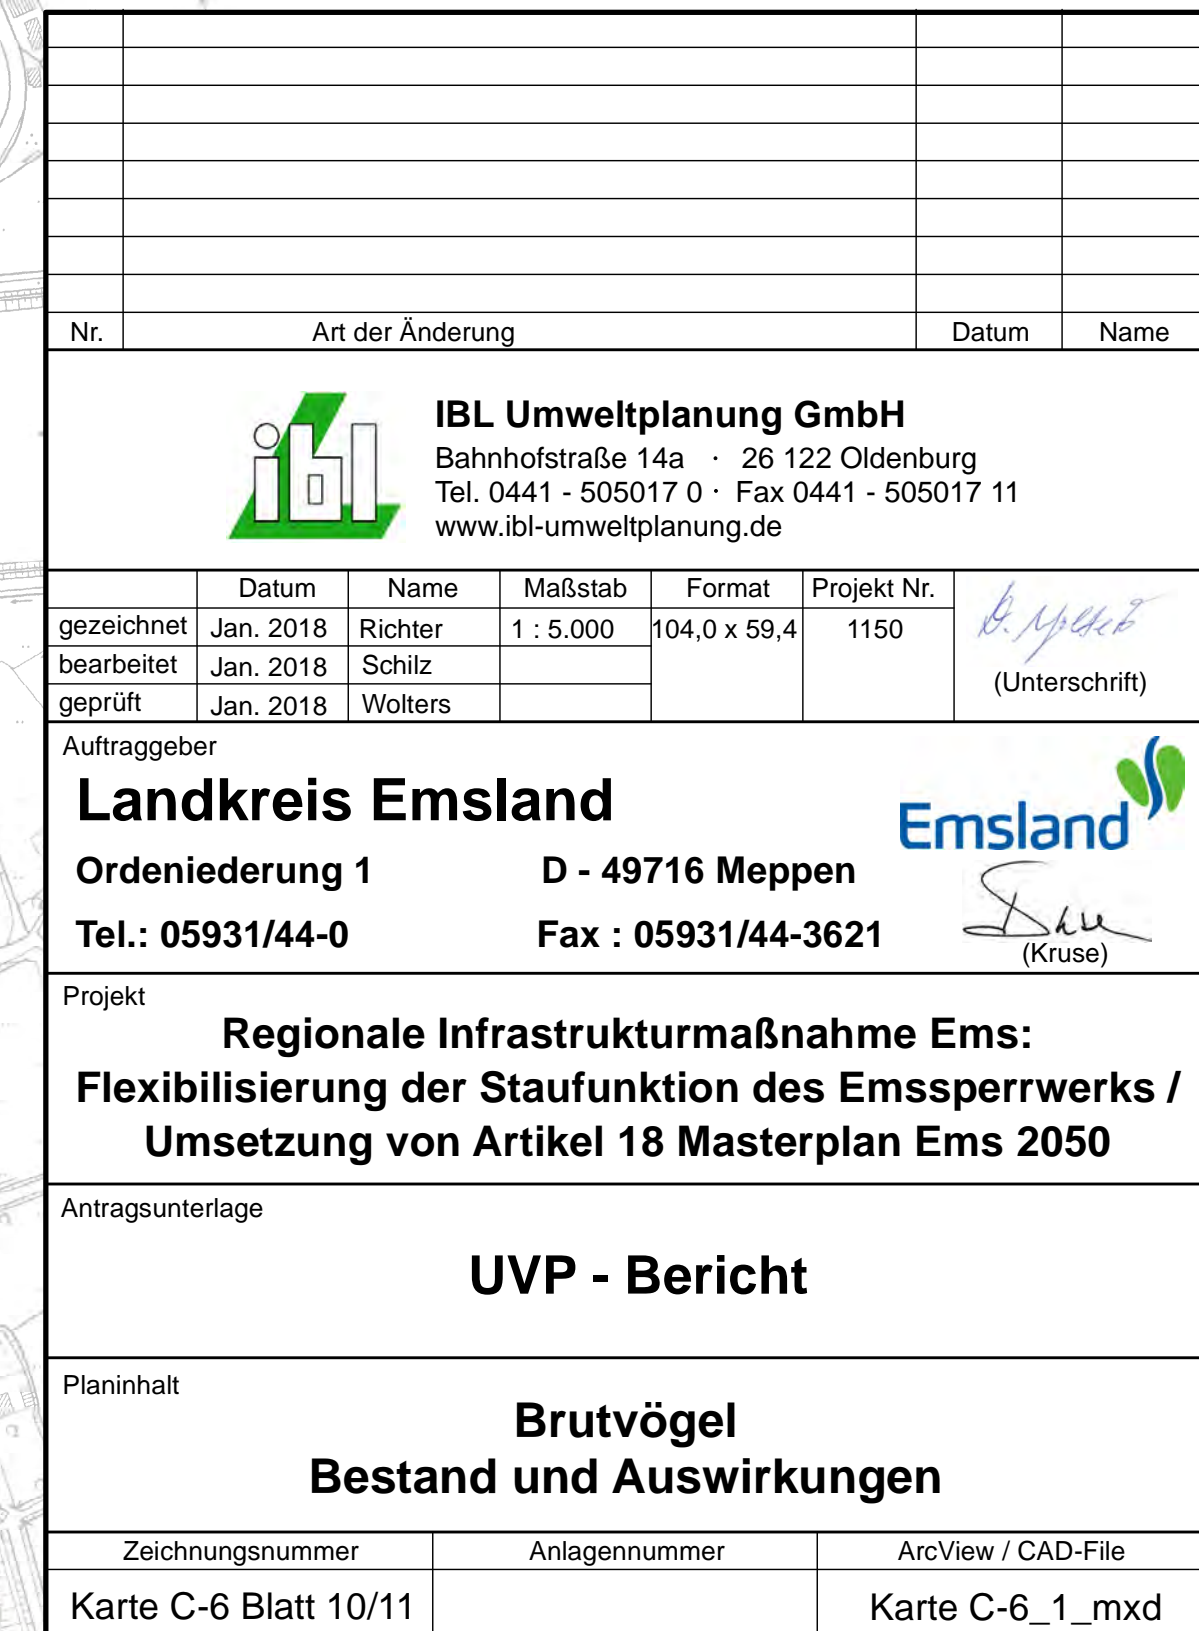 Nr. Art der Änderung Datum Name
ibl
IBL Umweltplanung GmbH
Bahnhofstraße 14a · 26 122 Oldenburg
Tel. 0441 - 505017 0 · Fax 0441 - 505017 11
www.ibl-umweltplanung.de
Datum Name Maßstab Format Projekt Nr.
gezeichnet Jan. 2018 Richter 1 : 5.000 104,0 x 59,4 1150
bearbeitet Jan. 2018 Schilz
(Unterschrift)
geprüft Jan. 2018 Wolters
Auftraggeber
Landkreis Emsland
Emsland
Ordeniederung 1 D - 49716 Meppen
Tel.: 05931/44-0 Fax : 05931/44-3621
(Kruse)
Projekt
Regionale Infrastrukturmaßnahme Ems:
Flexibilisierung der Staufunktion des Emssperrwerks /
Umsetzung von Artikel 18 Masterplan Ems 2050
Antragsunterlage
UVP - Bericht
Planinhalt
Brutvögel
Bestand und Auswirkungen
Zeichnungsnummer Anlagennummer ArcView / CAD-File
Karte C-6 Blatt 10/11 Karte C-6_1_mxd